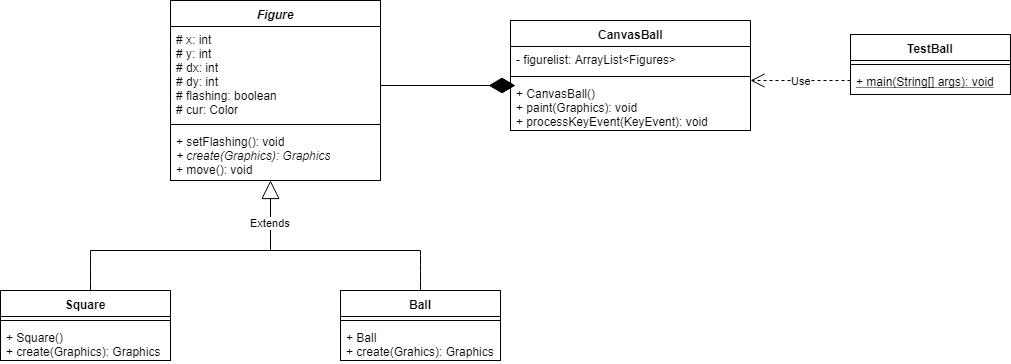 Figure
# x: int
# y: int
# dx: int
# dy: int
# flashing: boolean
# cur: Color
+ setFlashing(): void
+ create(Graphics): Graphics
+ move(): void
CanvasBall
- figurelist: ArrayList<Figures>
+ CanvasBall()
+ paint(Graphics): void
+ processKeyEvent(KeyEvent): void
Use
TestBall
+ main(String[] args): void
Extends
Square
+ Square()
+ create(Graphics): Graphics
Ball
+ Ball
+ create(Grahics): Graphics